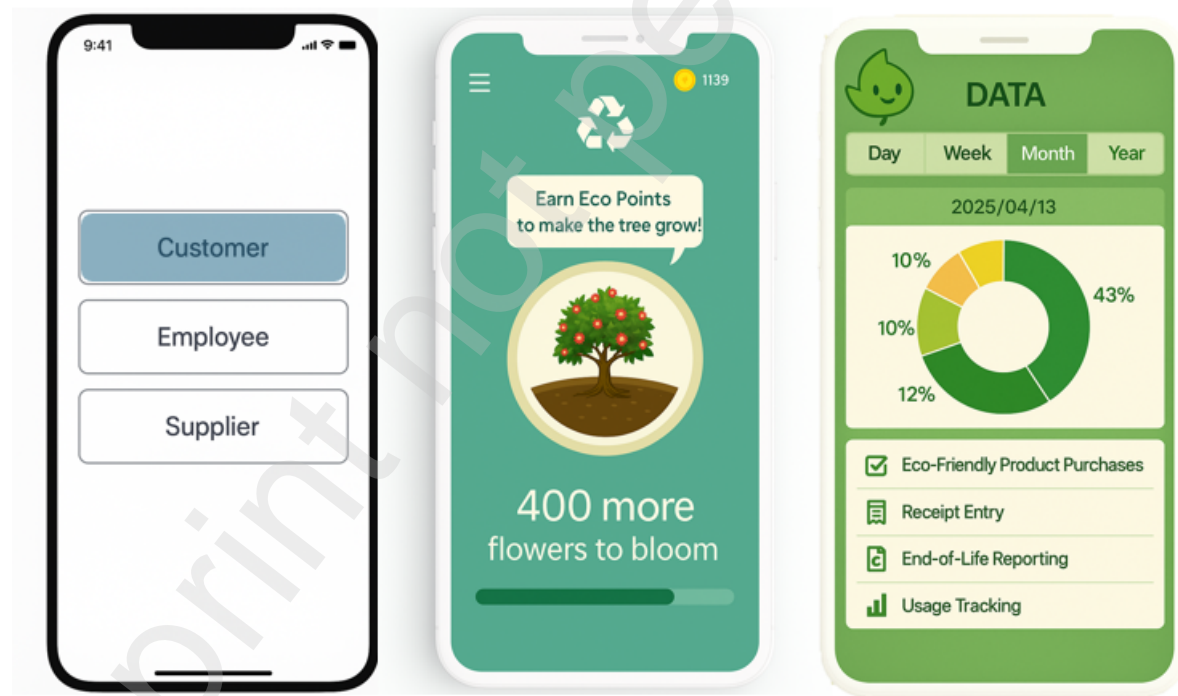 9:41
Customer
Employee
Supplier
1139
Earn Eco Points
to make the tree grow!
400 more
flowers to bloom
DATA
Day Week Month Year
2025/04/13
10%
43%
10%
12%
Eco-Friendly Product Purchases
Receipt Entry
End-of-Life Reporting
Usage Tracking
print not pe